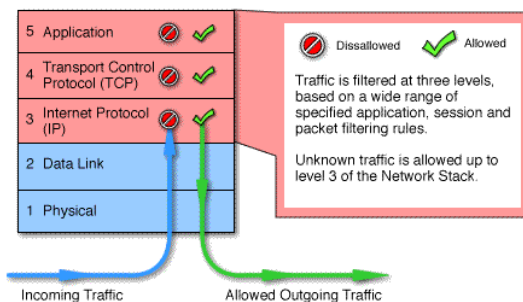 5 Application
4 Transport Control
Protocol (TCP)
3 Internet Protocol
(IP)
2 Data Link
1 Physical
Incoming Traffic
Allowed Outgoing Traffic
Disallowed
Allowed
Traffic is filtered at three levels,
based on a wide range of
specified application, session and
packet filtering rules.
Unknown traffic is allowed up to
level 3 of the Network Stack.